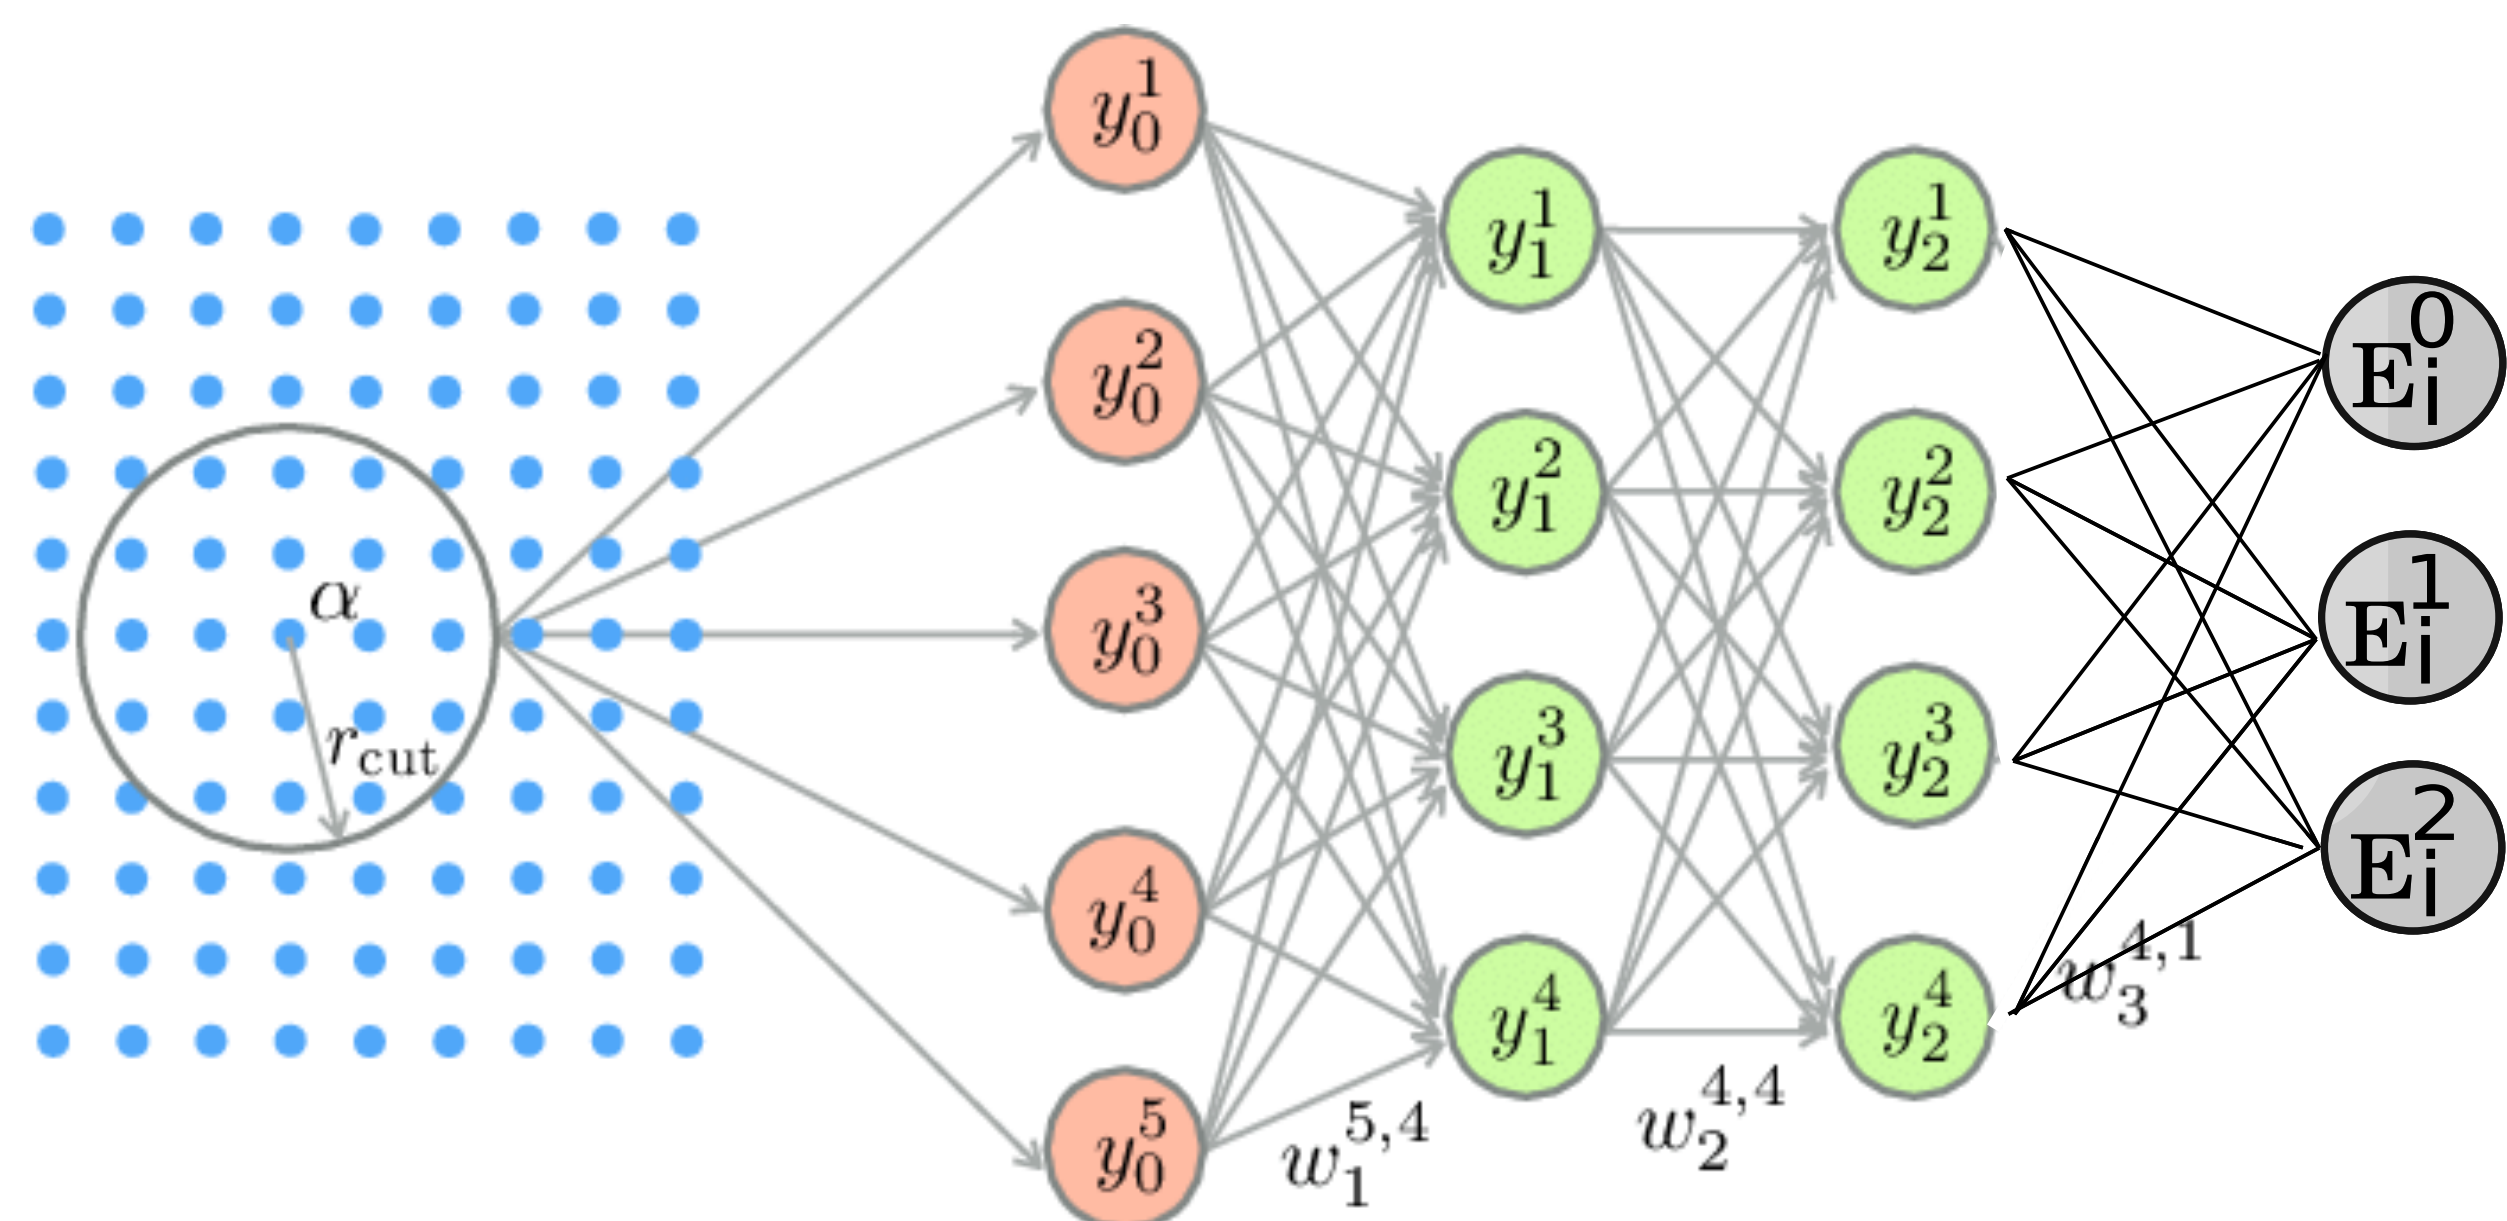 α
r_cut
y_0^1
y_0^2
y_0^3
y_0^4
y_0^5
w_1^{5,4}
y_1^1
y_1^2
y_1^3
y_1^4
w_2^{4,4}
y_2^1
y_2^2
y_2^3
y_2^4
w_3^{4,1}
E_i^0
E_i^1
E_i^2